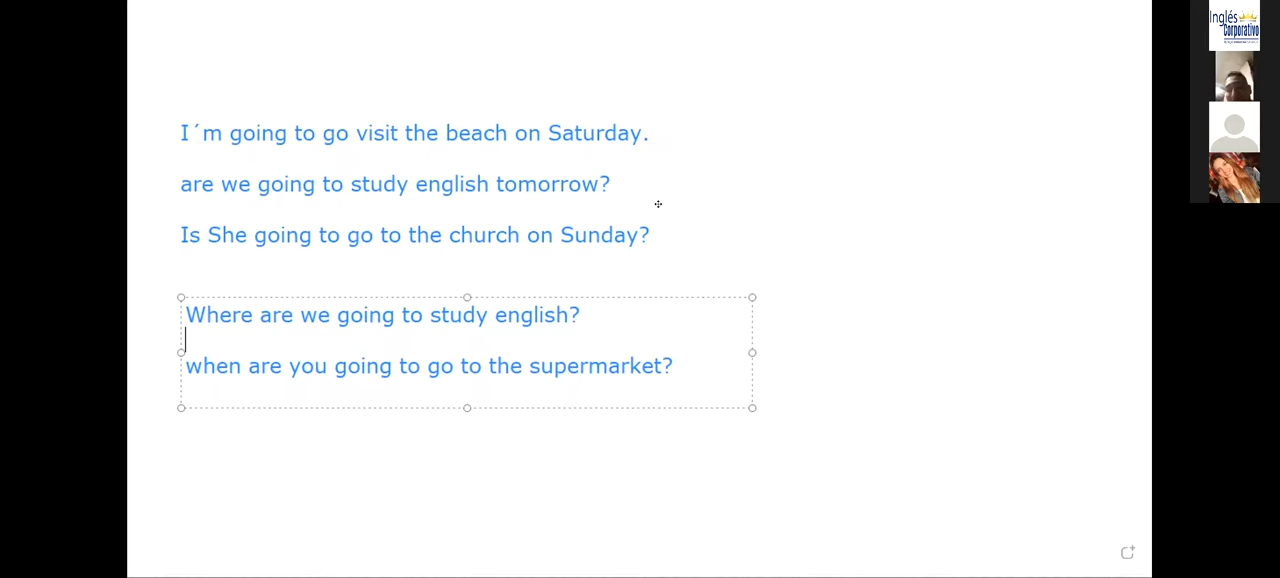 I´m going to go visit the beach on Saturday.
are we going to study english tomorrow?
Is She going to go to the church on Sunday?
Where are we going to study english?
when are you going to go to the supermarket?
Inglés
Corporativo